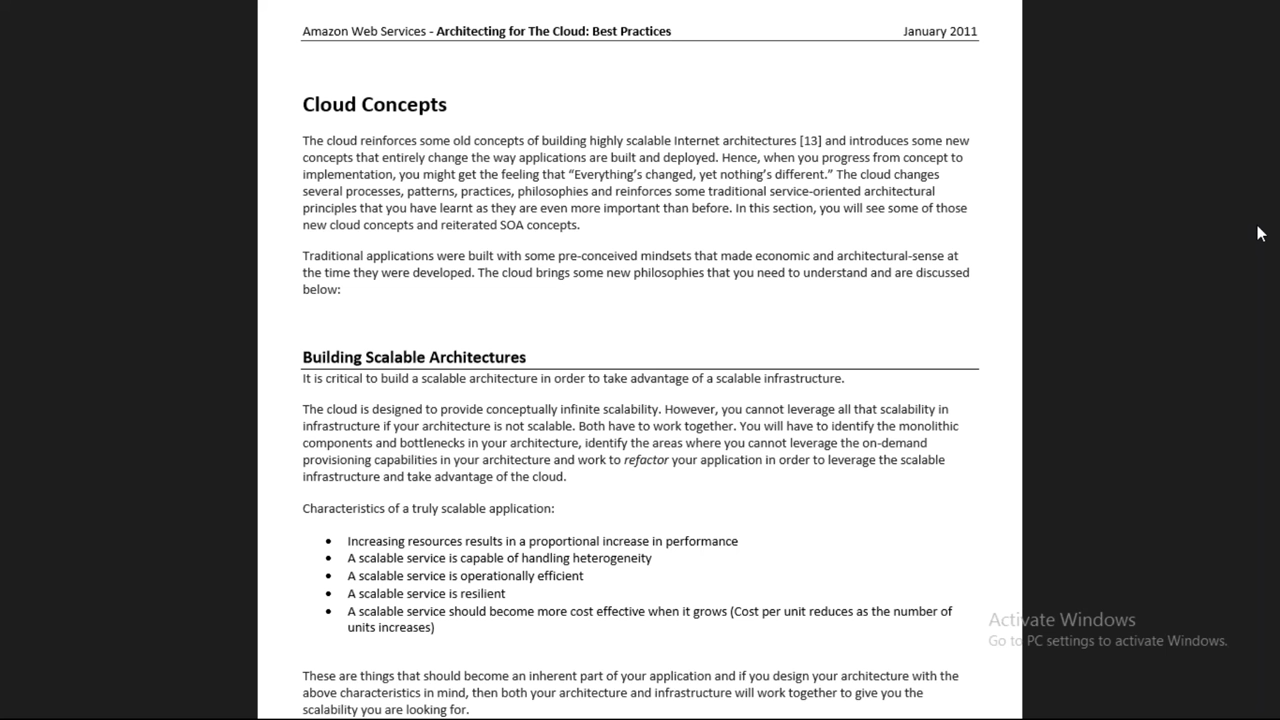 Amazon Web Services - Architecting for The Cloud: Best Practices January 2011
Cloud Concepts
The cloud reinforces some old concepts of building highly scalable Internet architectures [13] and introduces some new
concepts that entirely change the way applications are built and deployed. Hence, when you progress from concept to
implementation, you might get the feeling that “Everything’s changed, yet nothing’s different.” The cloud changes
several processes, patterns, practices, philosophies and reinforces some traditional service-oriented architectural
principles that you have learnt as they are even more important than before. In this section, you will see some of those
new cloud concepts and reiterated SOA concepts.
Traditional applications were built with some pre-conceived mindsets that made economic and architectural-sense at
the time they were developed. The cloud brings some new philosophies that you need to understand and are discussed
below:
Building Scalable Architectures
It is critical to build a scalable architecture in order to take advantage of a scalable infrastructure.
The cloud is designed to provide conceptually infinite scalability. However, you cannot leverage all that scalability in
infrastructure if your architecture is not scalable. Both have to work together. You will have to identify the monolithic
components and bottlenecks in your architecture, identify the areas where you cannot leverage the on-demand
provisioning capabilities in your architecture and work to refactor your application in order to leverage the scalable
infrastructure and take advantage of the cloud.
Characteristics of a truly scalable application:
• Increasing resources results in a proportional increase in performance
• A scalable service is capable of handling heterogeneity
• A scalable service is operationally efficient
• A scalable service is resilient
• A scalable service should become more cost effective when it grows (Cost per unit reduces as the number of
units increases)
Activate Windows
Go to PC settings to activate Windows.
These are things that should become an inherent part of your application and if you design your architecture with the
above characteristics in mind, then both your architecture and infrastructure will work together to give you the
scalability you are looking for.